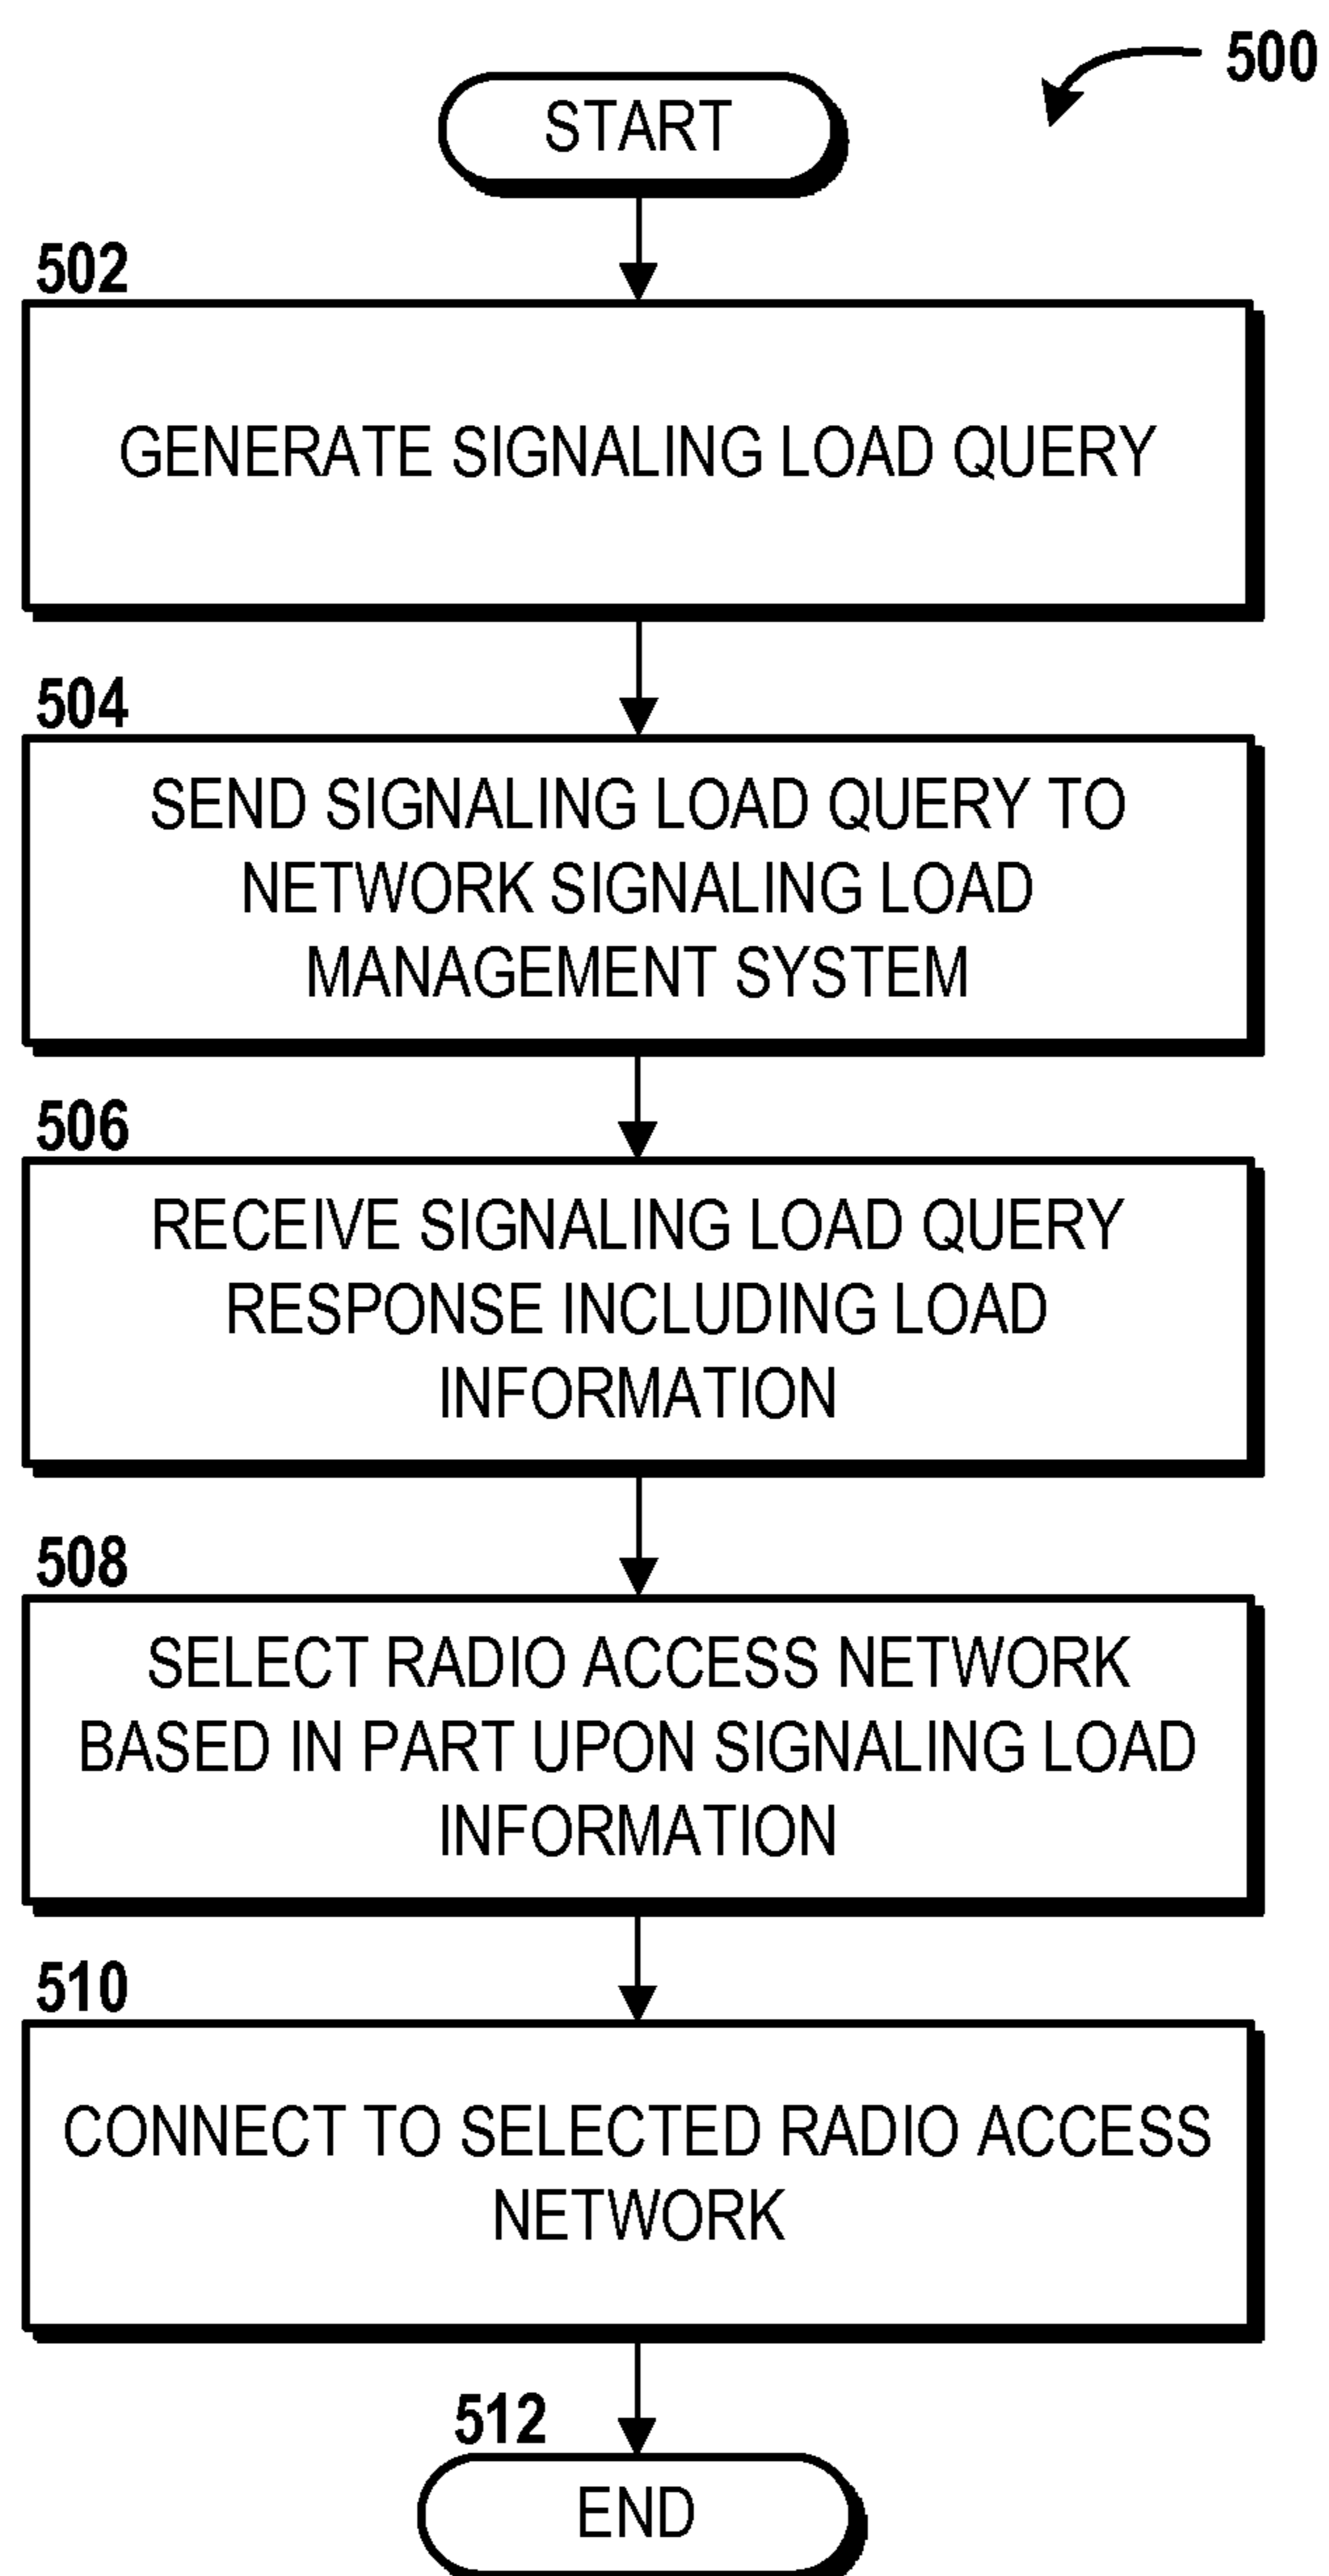 500
START
502
GENERATE SIGNALING LOAD QUERY
504
SEND SIGNALING LOAD QUERY TO
NETWORK SIGNALING LOAD
MANAGEMENT SYSTEM
506
RECEIVE SIGNALING LOAD QUERY
RESPONSE INCLUDING LOAD
INFORMATION
508
SELECT RADIO ACCESS NETWORK
BASED IN PART UPON SIGNALING LOAD
INFORMATION
510
CONNECT TO SELECTED RADIO ACCESS
NETWORK
512
END